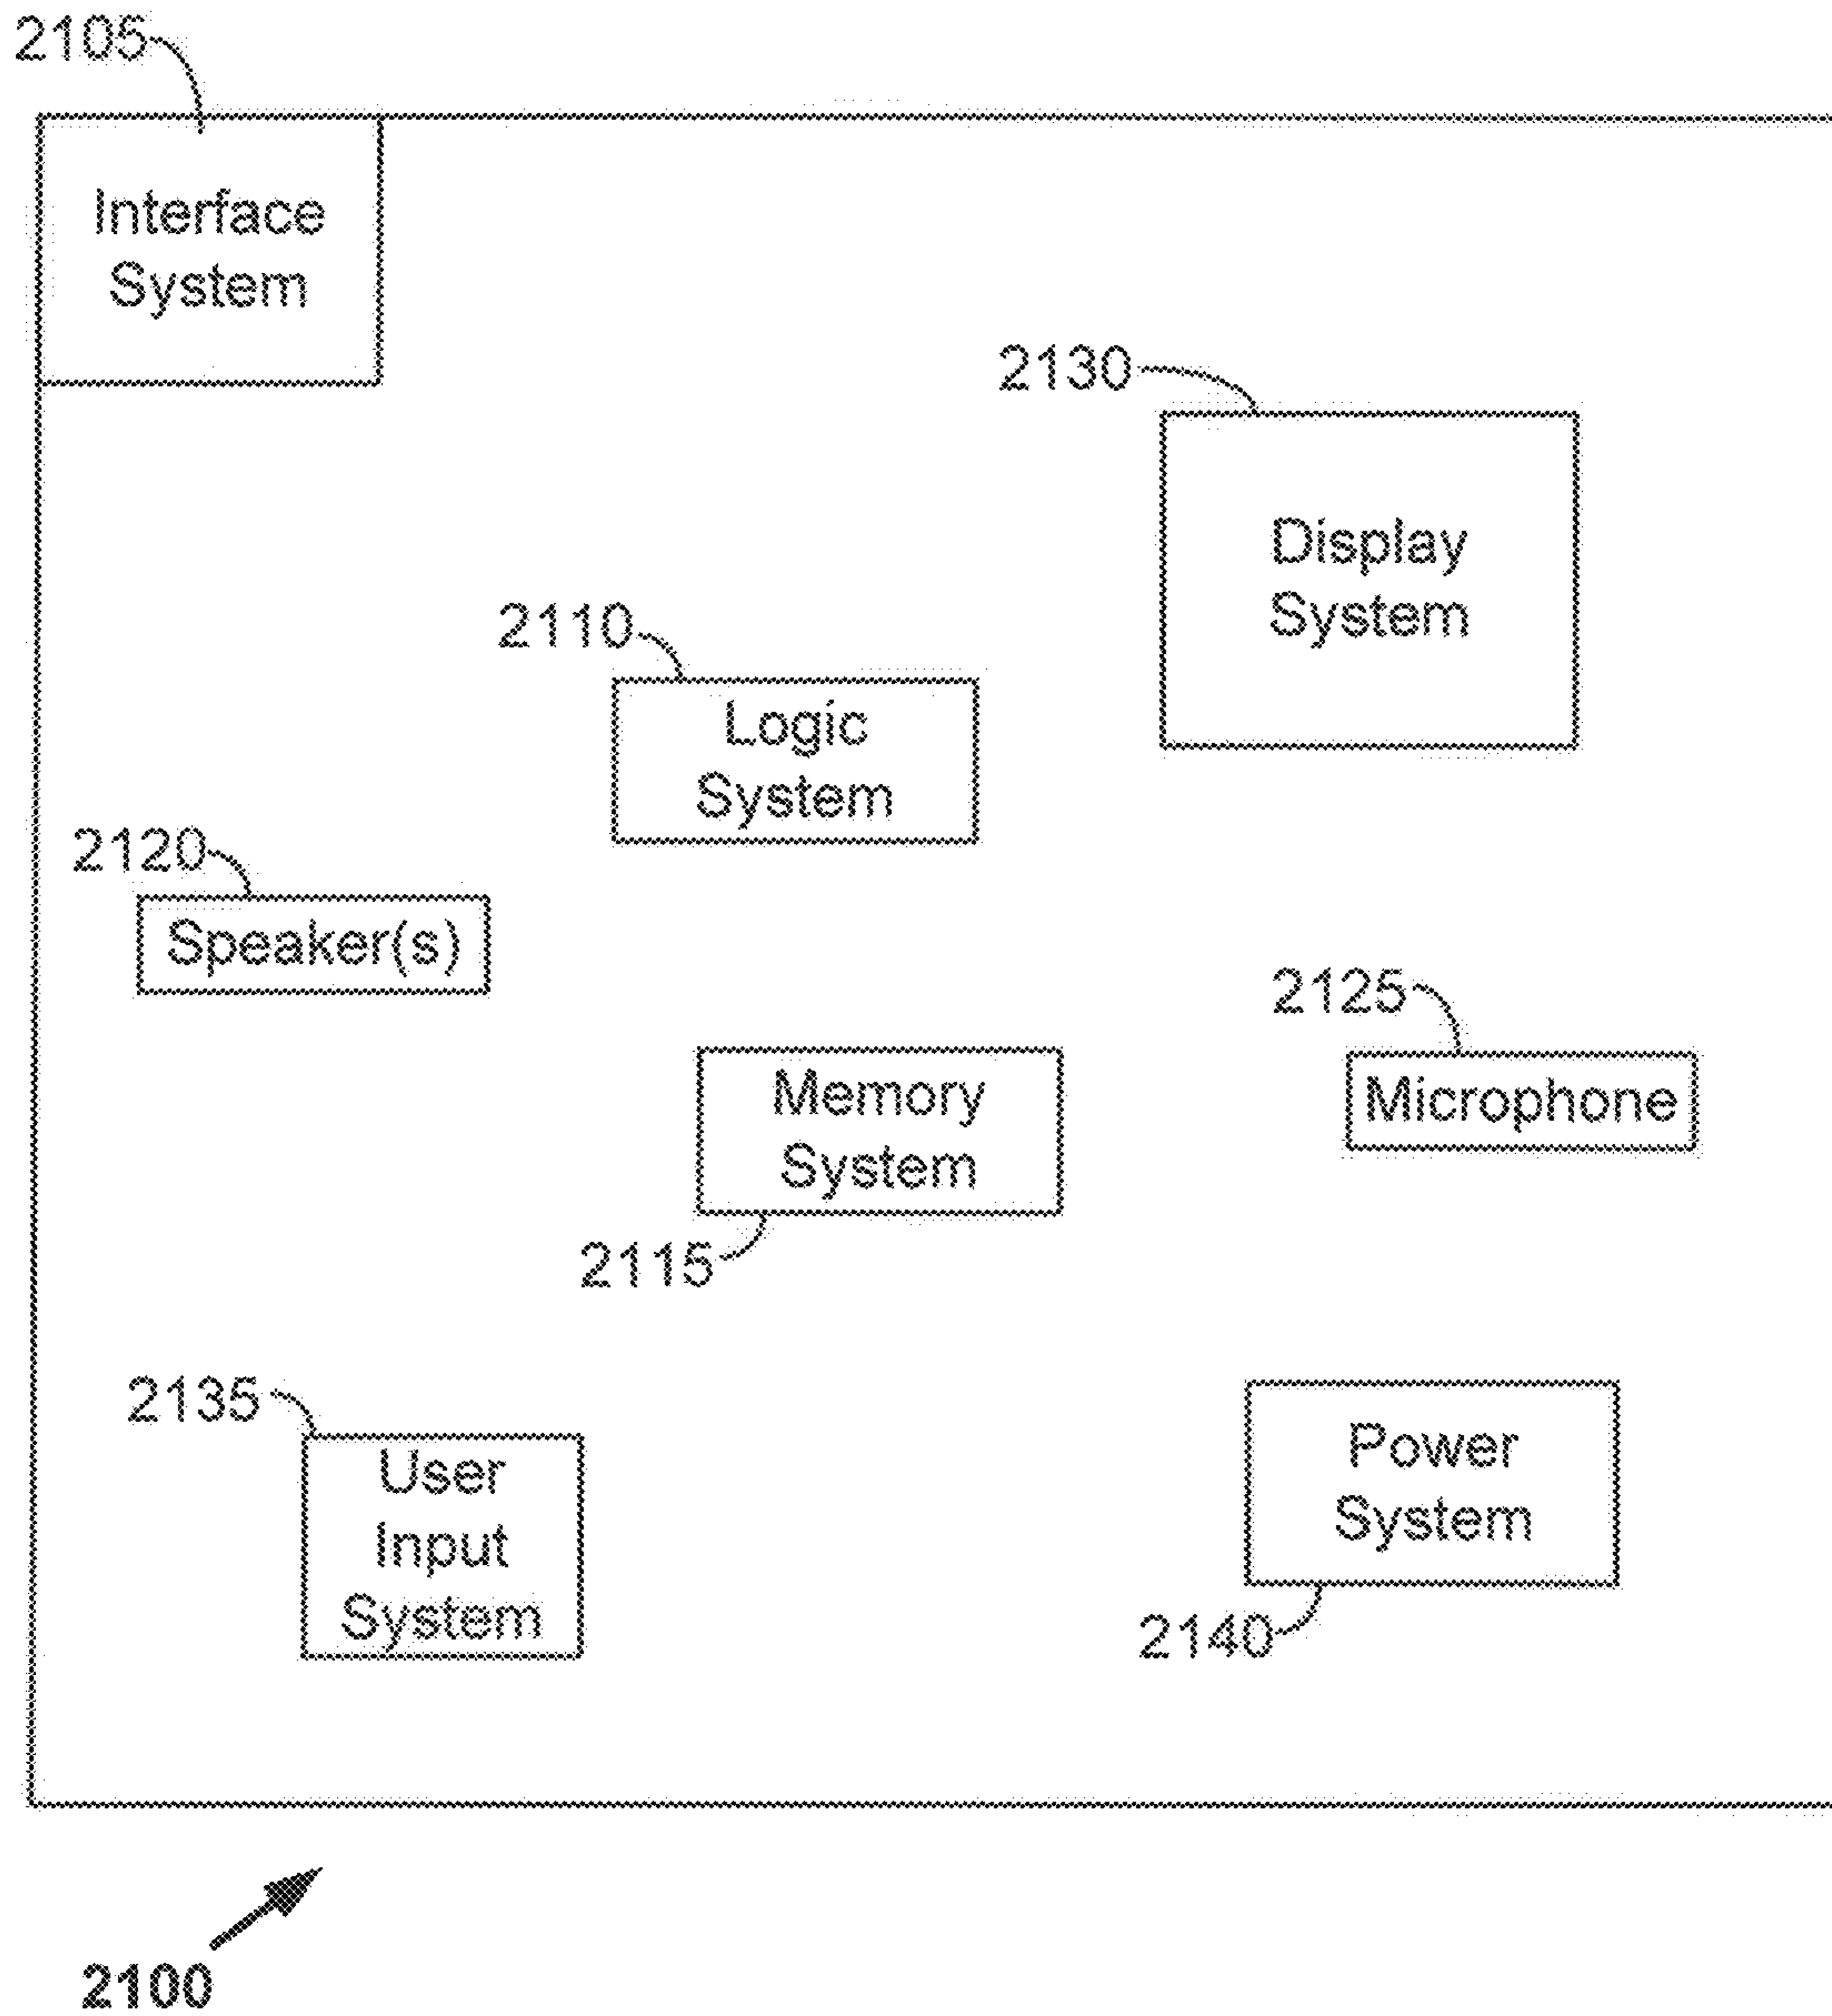 2105
Interface
System
2130
Display
System
2110
Logic
System
2120
Speaker(s)
2125
Microphone
Memory
System
2115
2135
User
Input
System
Power
System
2140
2100